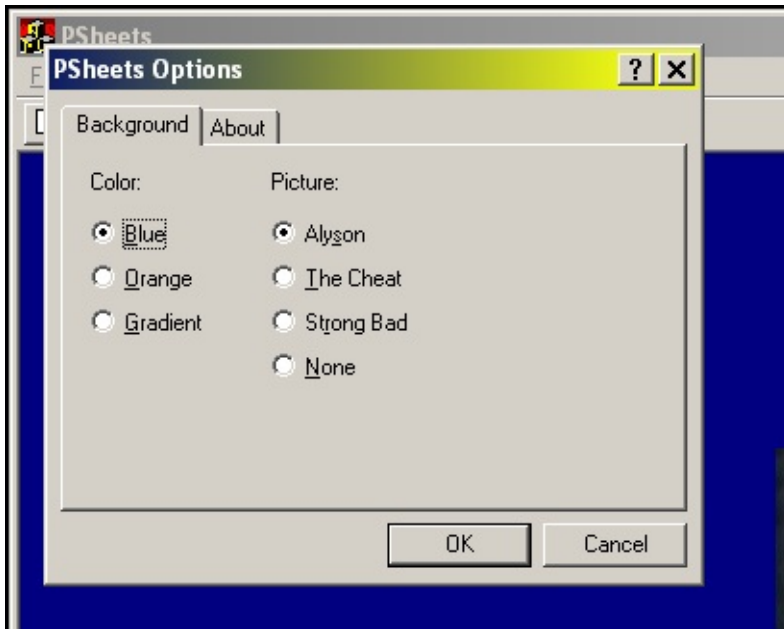 PSheets
F
PSheets Options
?
Background
About
Color:
Picture:
Blue
Alyson
Orange
The Cheat
Gradient
Strong Bad
None
OK
Cancel